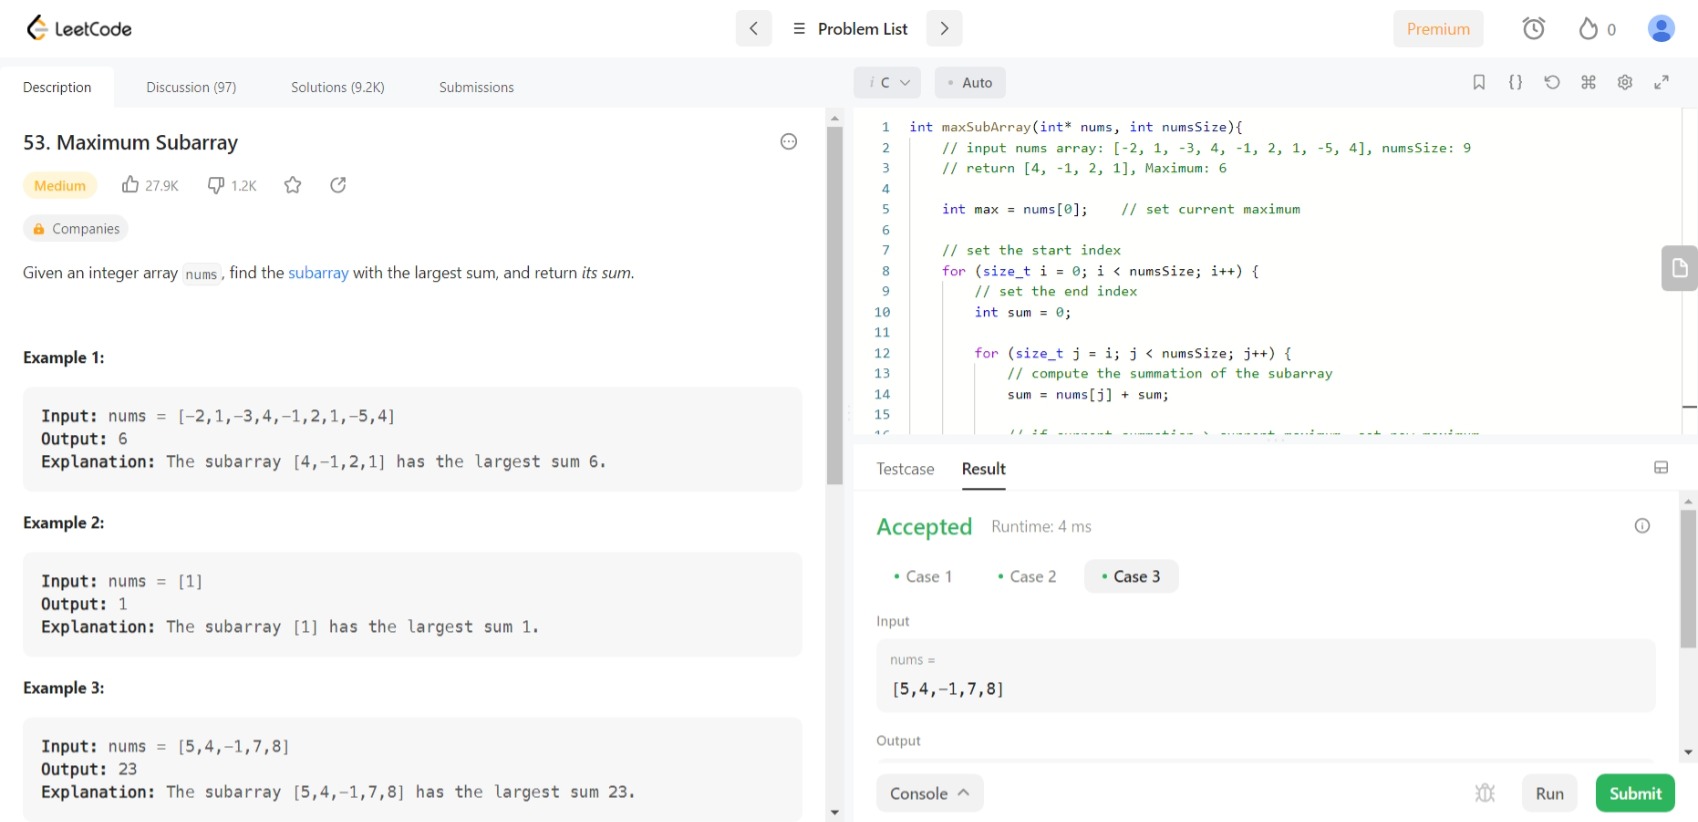 LeetCode
Problem List
Premium
0
Description
Discussion (97)
Solutions (9.2K)
Submissions
53. Maximum Subarray
Medium
27.9K
1.2K
Companies
Given an integer array nums, find the subarray with the largest sum, and return its sum.
Example 1:
Input: nums = [-2,1,-3,4,-1,2,1,-5,4]
Output: 6
Explanation: The subarray [4,-1,2,1] has the largest sum 6.
Example 2:
Input: nums = [1]
Output: 1
Explanation: The subarray [1] has the largest sum 1.
Example 3:
Input: nums = [5,4,-1,7,8]
Output: 23
Explanation: The subarray [5,4,-1,7,8] has the largest sum 23.
i C
Auto
{}
1 int maxSubArray(int* nums, int numsSize){
2 // input nums array: [-2, 1, -3, 4, -1, 2, 1, -5, 4], numsSize: 9
3 // return [4, -1, 2, 1], Maximum: 6
4
5 int max = nums[0]; // set current maximum
6
7 // set the start index
8 for (size_t i = 0; i < numsSize; i++) {
9 // set the end index
10 int sum = 0;
11
12 for (size_t j = i; j < numsSize; j++) {
13 // compute the summation of the subarray
14 sum = nums[j] + sum;
15
16 // if current summation > current maximum, set new maximum
Testcase
Result
Accepted
Runtime: 4 ms
Case 1
Case 2
Case 3
Input
nums =
[5,4,-1,7,8]
Output
Console
Run
Submit